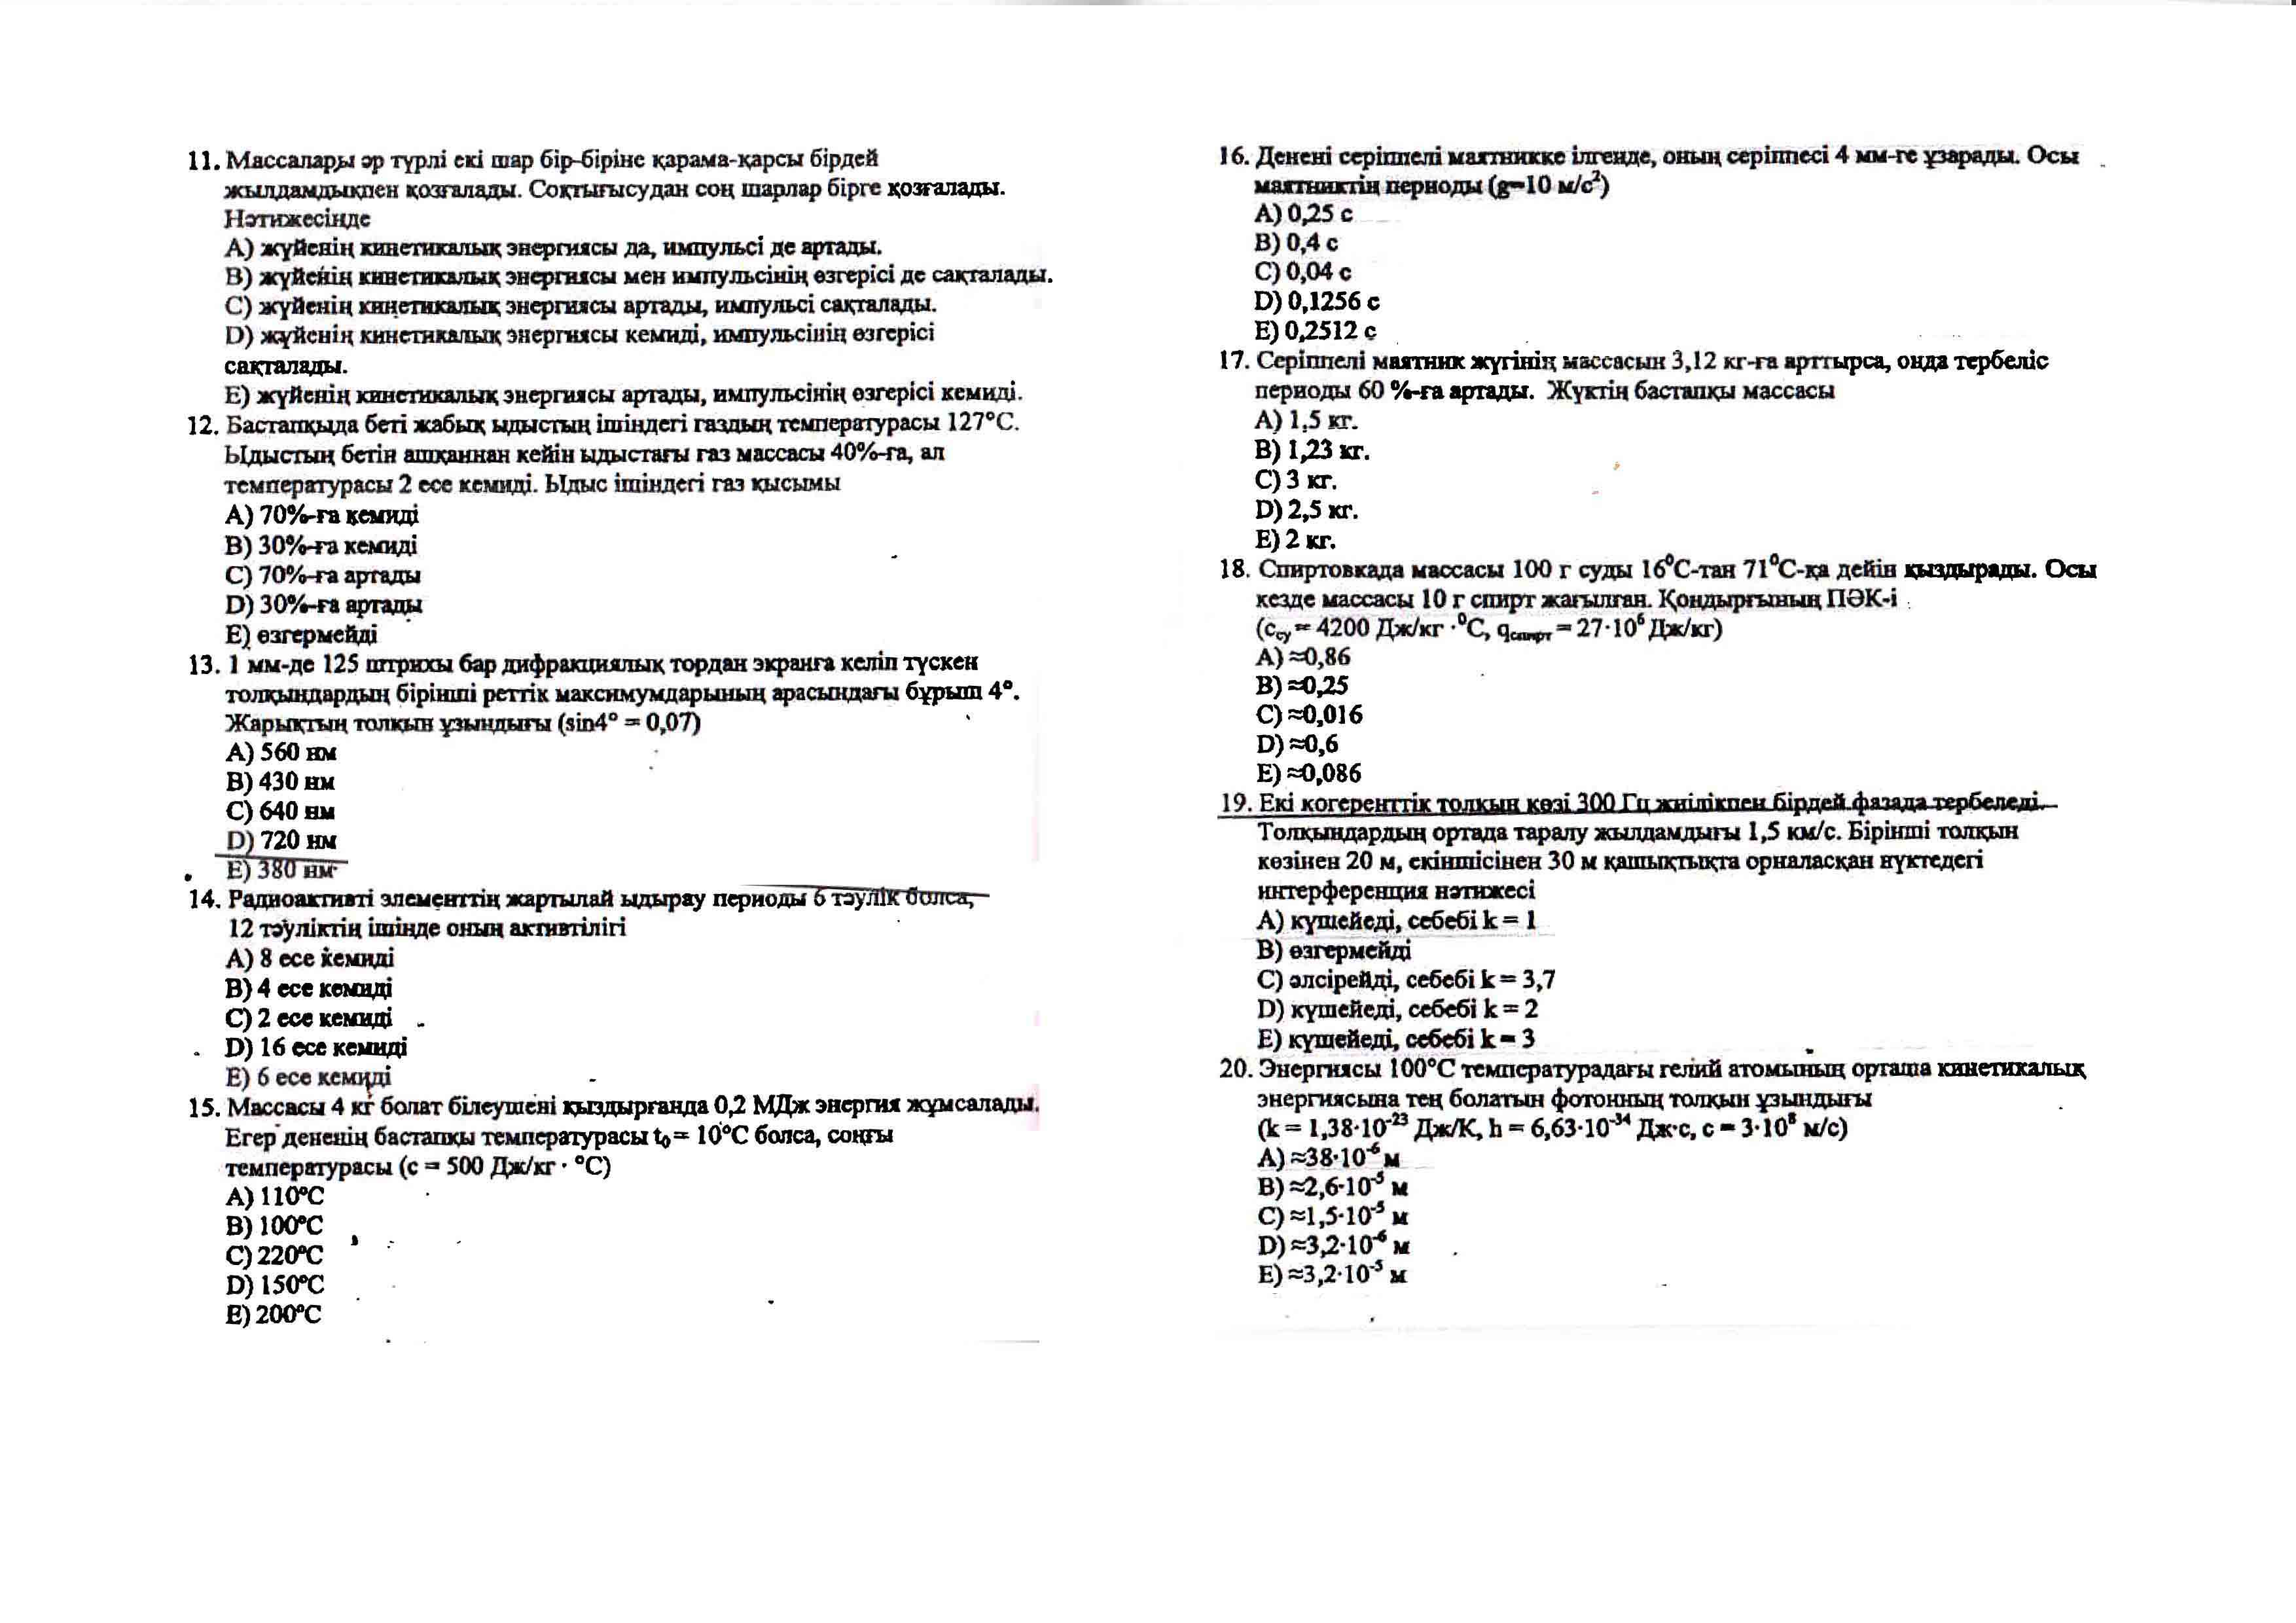 11. Массалары әр түрлі екі шар бір-біріне қарама-қарсы бірдей
жылдамдықпен қозғалады. Соқтығысудан соң шарлар бірге қозғалады.
Нәтижесінде
A) жүйенің кинетикалық энергиясы да, импульсі де артады.
B) жүйенің кинетикалық энергиясы мен импульсінің өзгерісі де сақталады.
C) жүйенің кинетикалық энергиясы артады, импульсі сақталады.
D) жүйенің кинетикалық энергиясы кемиді, импульсінің өзгерісі
сақталады.
E) жүйенің кинетикалық энергиясы артады, импульсінің өзгерісі кемиді.
12. Бастапқыда беті жабық ыдыстың ішіндегі газдың температурасы 127°C.
Ыдыстың бетін ашқаннан кейін ыдыстағы газ массасы 40%-ға, ал
температурасы 2 есе кемиді. Ыдыс ішіндегі газ қысымы
A) 70%-ға кемиді
B) 30%-ға кемиді
C) 70%-ға артады
D) 30%-ға артады
E) өзгермейді
13. 1 мм-де 125 штрихы бар дифракциялық тордан экранға келіп түскен
толқындардың бірінші реттік максимумдарының арасындағы бұрыш 4°.
Жарықтың толқын ұзындығы (sin4° = 0,07)
A) 560 нм
B) 430 нм
C) 640 нм
D) 720 нм
E) 380 нм
14. Радиоактивті элементтің жартылай ыдырау периоды 6 тәулік болса,
12 тәуліктің ішінде оның активтілігі
A) 8 есе кемиді
B) 4 есе кемиді
C) 2 есе кемиді
D) 16 есе кемиді
E) 6 есе кемиді
15. Массасы 4 кг болат білеушені қыздырғанда 0,2 МДж энергия жұмсалады.
Егер дененің бастапқы температурасы t₀ = 10°C болса, соңғы
температурасы (c = 500 Дж/кг · °C)
A) 110°C
B) 100°C
C) 220°C
D) 150°C
E) 200°C
16. Денені серіппелі маятникке ілгенде, оның серіппесі 4 мм-ге ұзарады. Осы
маятниктің периоды (g=10 м/с²)
A) 0,25 с
B) 0,4 с
C) 0,04 с
D) 0,1256 с
E) 0,2512 с
17. Серіппелі маятник жүгінің массасын 3,12 кг-ға арттырса, онда тербеліс
периоды 60 %-ға артады. Жүктің бастапқы массасы
A) 1,5 кг.
B) 1,23 кг.
C) 3 кг.
D) 2,5 кг.
E) 2 кг.
18. Спиртовкада массасы 100 г суды 16⁰C-тан 71⁰C-қа дейін қыздырады. Осы
кезде массасы 10 г спирт жағылған. Қондырғының ПӘК-і
(cсу = 4200 Дж/кг ·⁰C, qспирт = 27·10⁶ Дж/кг)
A) ≈0,86
B) ≈0,25
C) ≈0,016
D) ≈0,6
E) ≈0,086
19. Екі когеренттік толқын көзі 300 Гц жиілікпен бірдей фазада тербеледі.
Толқындардың ортада таралу жылдамдығы 1,5 км/с. Бірінші толқын
көзінен 20 м, екіншісінен 30 м қашықтықта орналасқан нүктедегі
интерференция нәтижесі
A) күшейеді, себебі k = 1
B) өзгермейді
C) әлсірейді, себебі k = 3,7
D) күшейеді, себебі k = 2
E) күшейеді, себебі k = 3
20. Энергиясы 100°C температурадағы гелий атомының орташа кинетикалық
энергиясына тең болатын фотонның толқын ұзындығы
(k = 1,38·10⁻²³ Дж/К, h = 6,63·10⁻³⁴ Дж·с, c = 3·10⁸ м/с)
A) ≈38·10⁻⁶ м
B) ≈2,6·10⁻⁵ м
C) ≈1,5·10⁻⁵ м
D) ≈3,2·10⁻⁶ м
E) ≈3,2·10⁻⁵ м